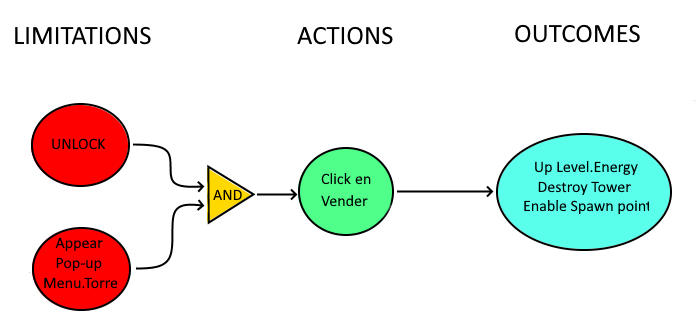 LIMITATIONS
ACTIONS
OUTCOMES
UNLOCK
Appear
Pop-up
Menu.Torre
AND
Click en
Vender
Up Level.Energy
Destroy Tower
Enable Spawn point